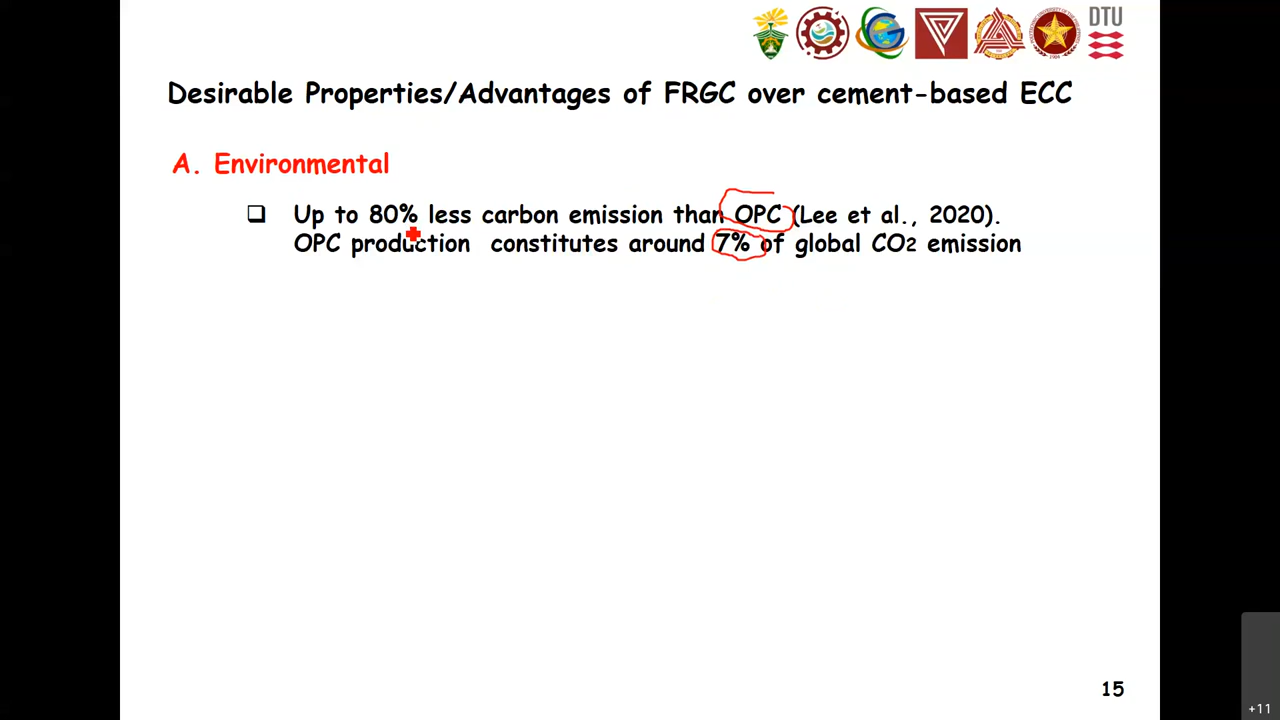 DTU
Desirable Properties/Advantages of FRGC over cement-based ECC
A. Environmental
❑ Up to 80% less carbon emission than OPC (Lee et al., 2020).
OPC production constitutes around 7% of global CO2 emission
15
+11